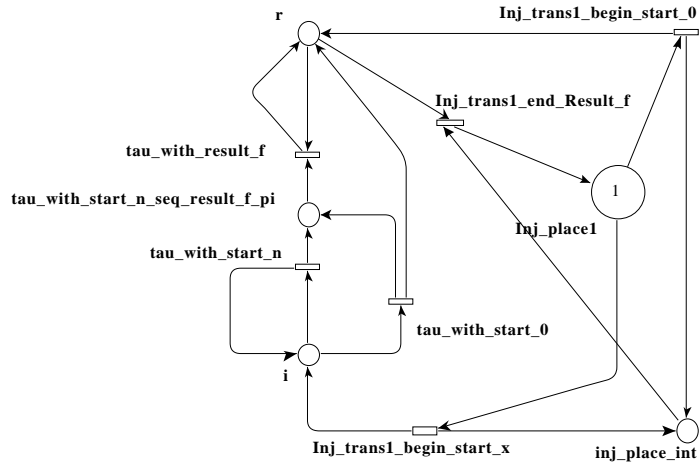 r
Inj_trans1_begin_start_0
Inj_trans1_end_Result_f
tau_with_result_f
tau_with_start_n_seq_result_f_pi
1
Inj_place1
tau_with_start_n
tau_with_start_0
i
Inj_trans1_begin_start_x
inj_place_int